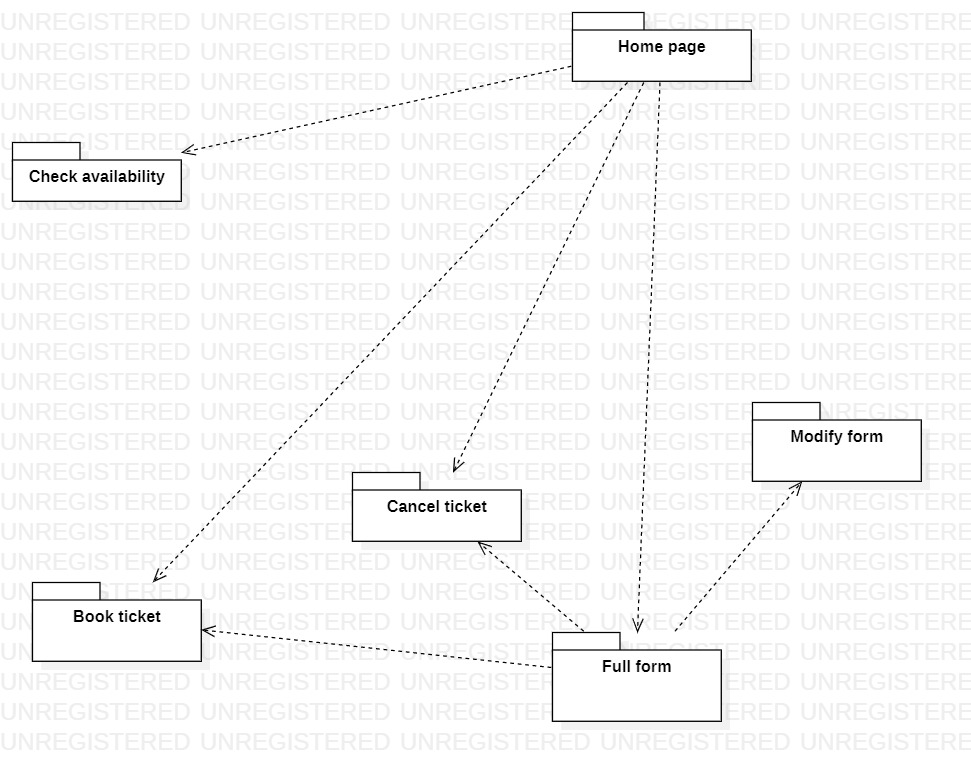 UNREGISTERED UNREGISTERED UNREGISTERED UNREGISTERED UNREGISTERED
Home page
Check availability
Modify form
Cancel ticket
Book ticket
Full form